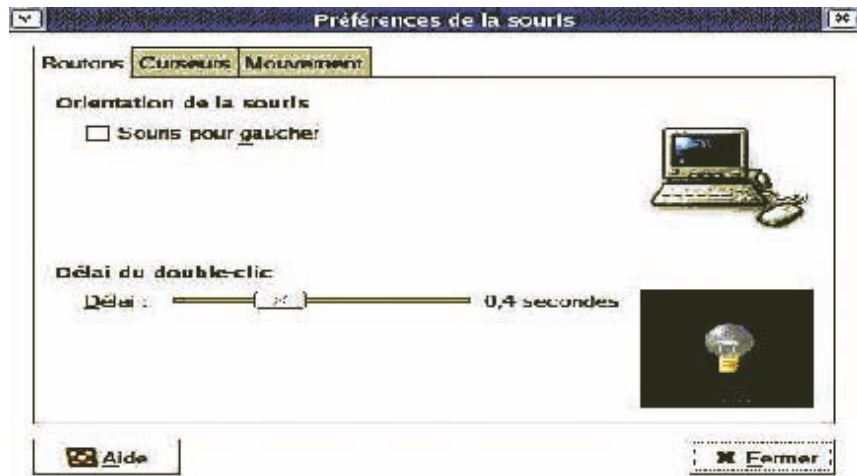 Préférences de la souris
Boutons Curseurs Mouvement
Orientation de la souris
Souris pour gaucher
Délai du double-clic
Délai : 0,4 secondes
Aide Fermer